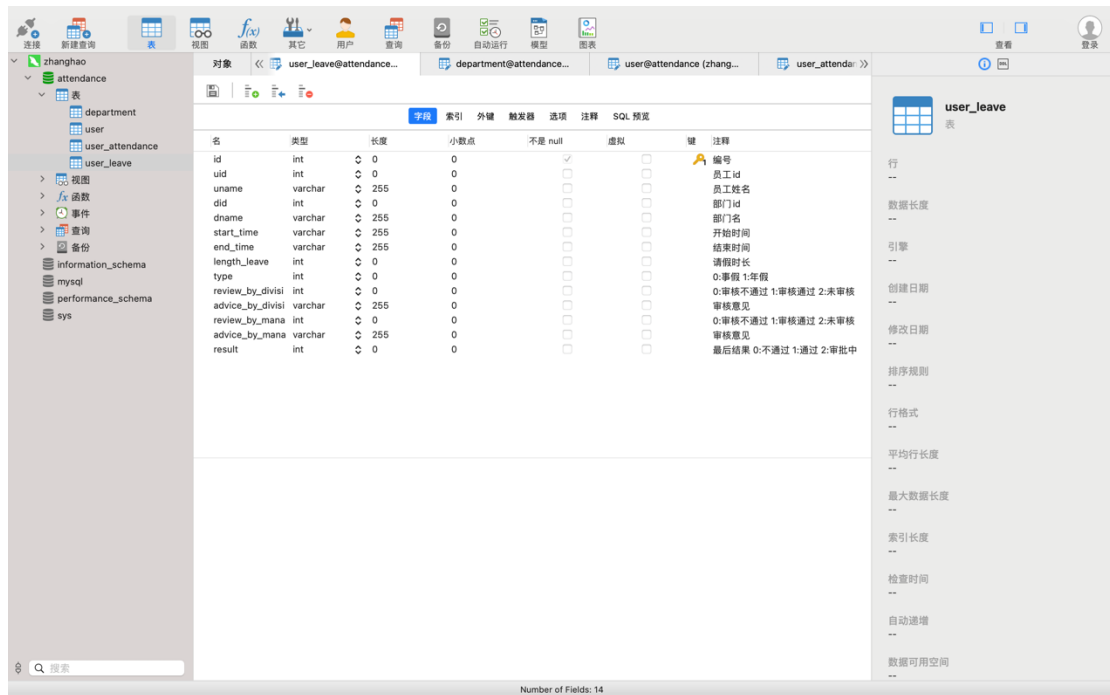 连接 新建查询 表 视图 函数 其它 用户 查询 备份 自动运行 模型 图表 查看 登录
zhanghao
attendance
表
department
user
user_attendance
user_leave
视图
函数
事件
查询
备份
information_schema
mysql
performance_schema
sys
搜索
对象 user_leave@attendance... department@attendance... user@attendance (zhang... user_attendan
字段 索引 外键 触发器 选项 注释 SQL 预览
名 类型 长度 小数点 不是 null 虚拟 键 注释
id int 0 0 1 编号
uid int 0 0 员工id
uname varchar 255 0 员工姓名
did int 0 0 部门id
dname varchar 255 0 部门名
start_time varchar 255 0 开始时间
end_time varchar 255 0 结束时间
length_leave int 0 0 请假时长
type int 0 0 0:事假 1:年假
review_by_divisi int 0 0 0:审核不通过 1:审核通过 2:未审核
advice_by_divisi varchar 255 0 审核意见
review_by_mana int 0 0 0:审核不通过 1:审核通过 2:未审核
advice_by_mana varchar 255 0 审核意见
result int 0 0 最后结果 0:不通过 1:通过 2:审批中
user_leave
表
行
--
数据长度
--
引擎
--
创建日期
--
修改日期
--
排序规则
--
行格式
--
平均行长度
--
最大数据长度
--
索引长度
--
检查时间
--
自动递增
--
数据可用空间
--
Number of Fields: 14